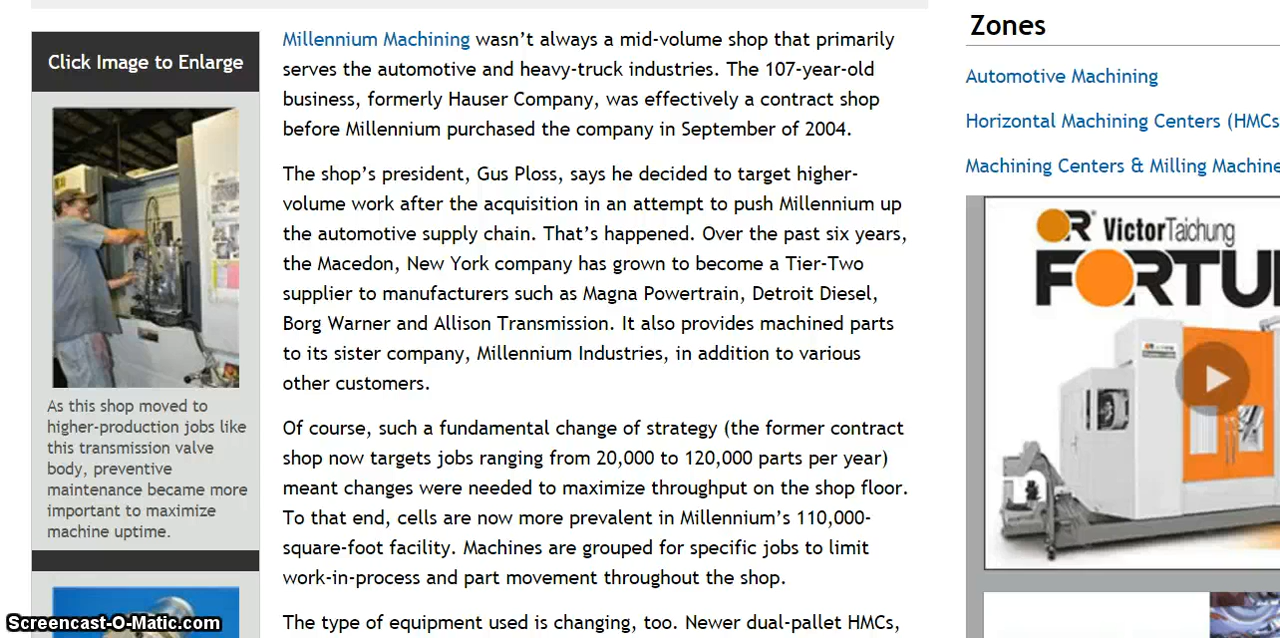 Click Image to Enlarge
As this shop moved to
higher-production jobs like
this transmission valve
body, preventive
maintenance became more
important to maximize
machine uptime.
Millennium Machining wasn’t always a mid-volume shop that primarily
serves the automotive and heavy-truck industries. The 107-year-old
business, formerly Hauser Company, was effectively a contract shop
before Millennium purchased the company in September of 2004.
The shop’s president, Gus Ploss, says he decided to target higher-
volume work after the acquisition in an attempt to push Millennium up
the automotive supply chain. That’s happened. Over the past six years,
the Macedon, New York company has grown to become a Tier-Two
supplier to manufacturers such as Magna Powertrain, Detroit Diesel,
Borg Warner and Allison Transmission. It also provides machined parts
to its sister company, Millennium Industries, in addition to various
other customers.
Of course, such a fundamental change of strategy (the former contract
shop now targets jobs ranging from 20,000 to 120,000 parts per year)
meant changes were needed to maximize throughput on the shop floor.
To that end, cells are now more prevalent in Millennium’s 110,000-
square-foot facility. Machines are grouped for specific jobs to limit
work-in-process and part movement throughout the shop.
The type of equipment used is changing, too. Newer dual-pallet HMCs,
Zones
Automotive Machining
Horizontal Machining Centers (HMCs
Machining Centers & Milling Machine
VictorTaichung
FORTU
Screencast-O-Matic.com